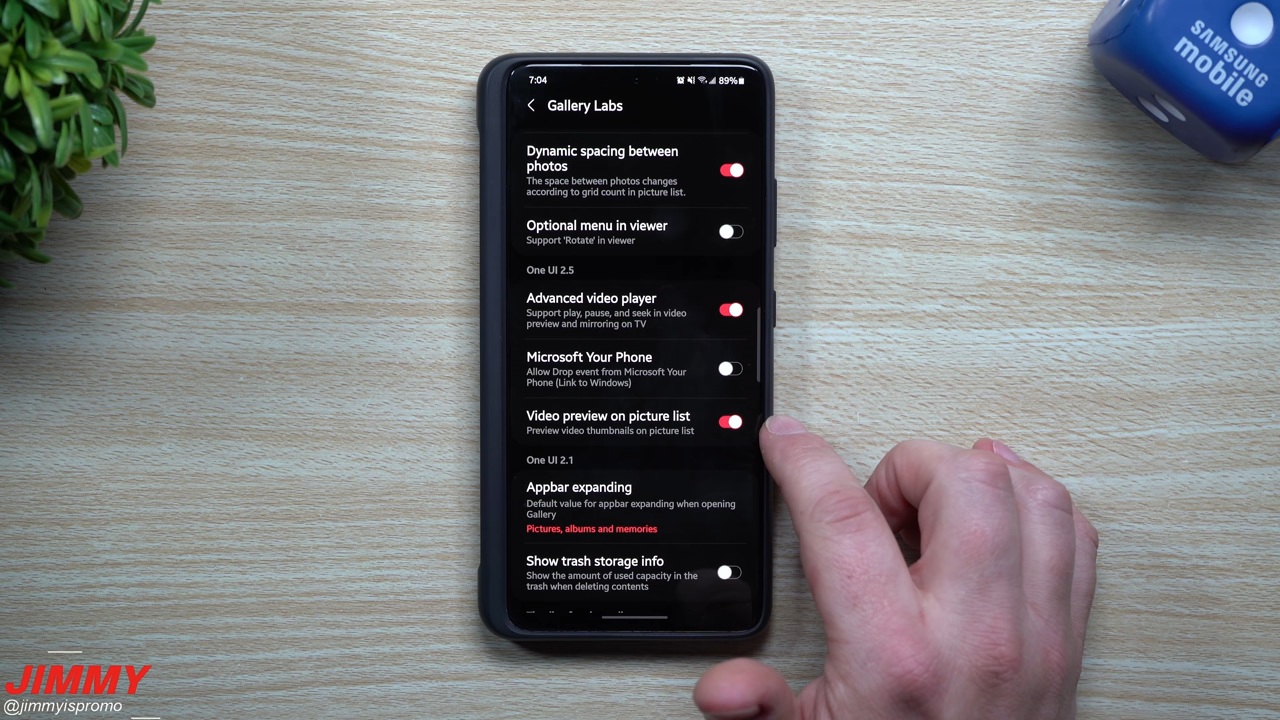 SAMSUNG
mobile
7:04
89%
Gallery Labs
Dynamic spacing between
photos
The space between photos changes
according to grid count in picture list.
Optional menu in viewer
Support 'Rotate' in viewer
One UI 2.5
Advanced video player
Support play, pause, and seek in video
preview and mirroring on TV
Microsoft Your Phone
Allow Drop event from Microsoft Your
Phone (Link to Windows)
Video preview on picture list
Preview video thumbnails on picture list
One UI 2.1
Appbar expanding
Default value for appbar expanding when opening
Gallery
Pictures, albums and memories
Show trash storage info
Show the amount of used capacity in the
trash when deleting contents
JIMMY
@jimmyispromo